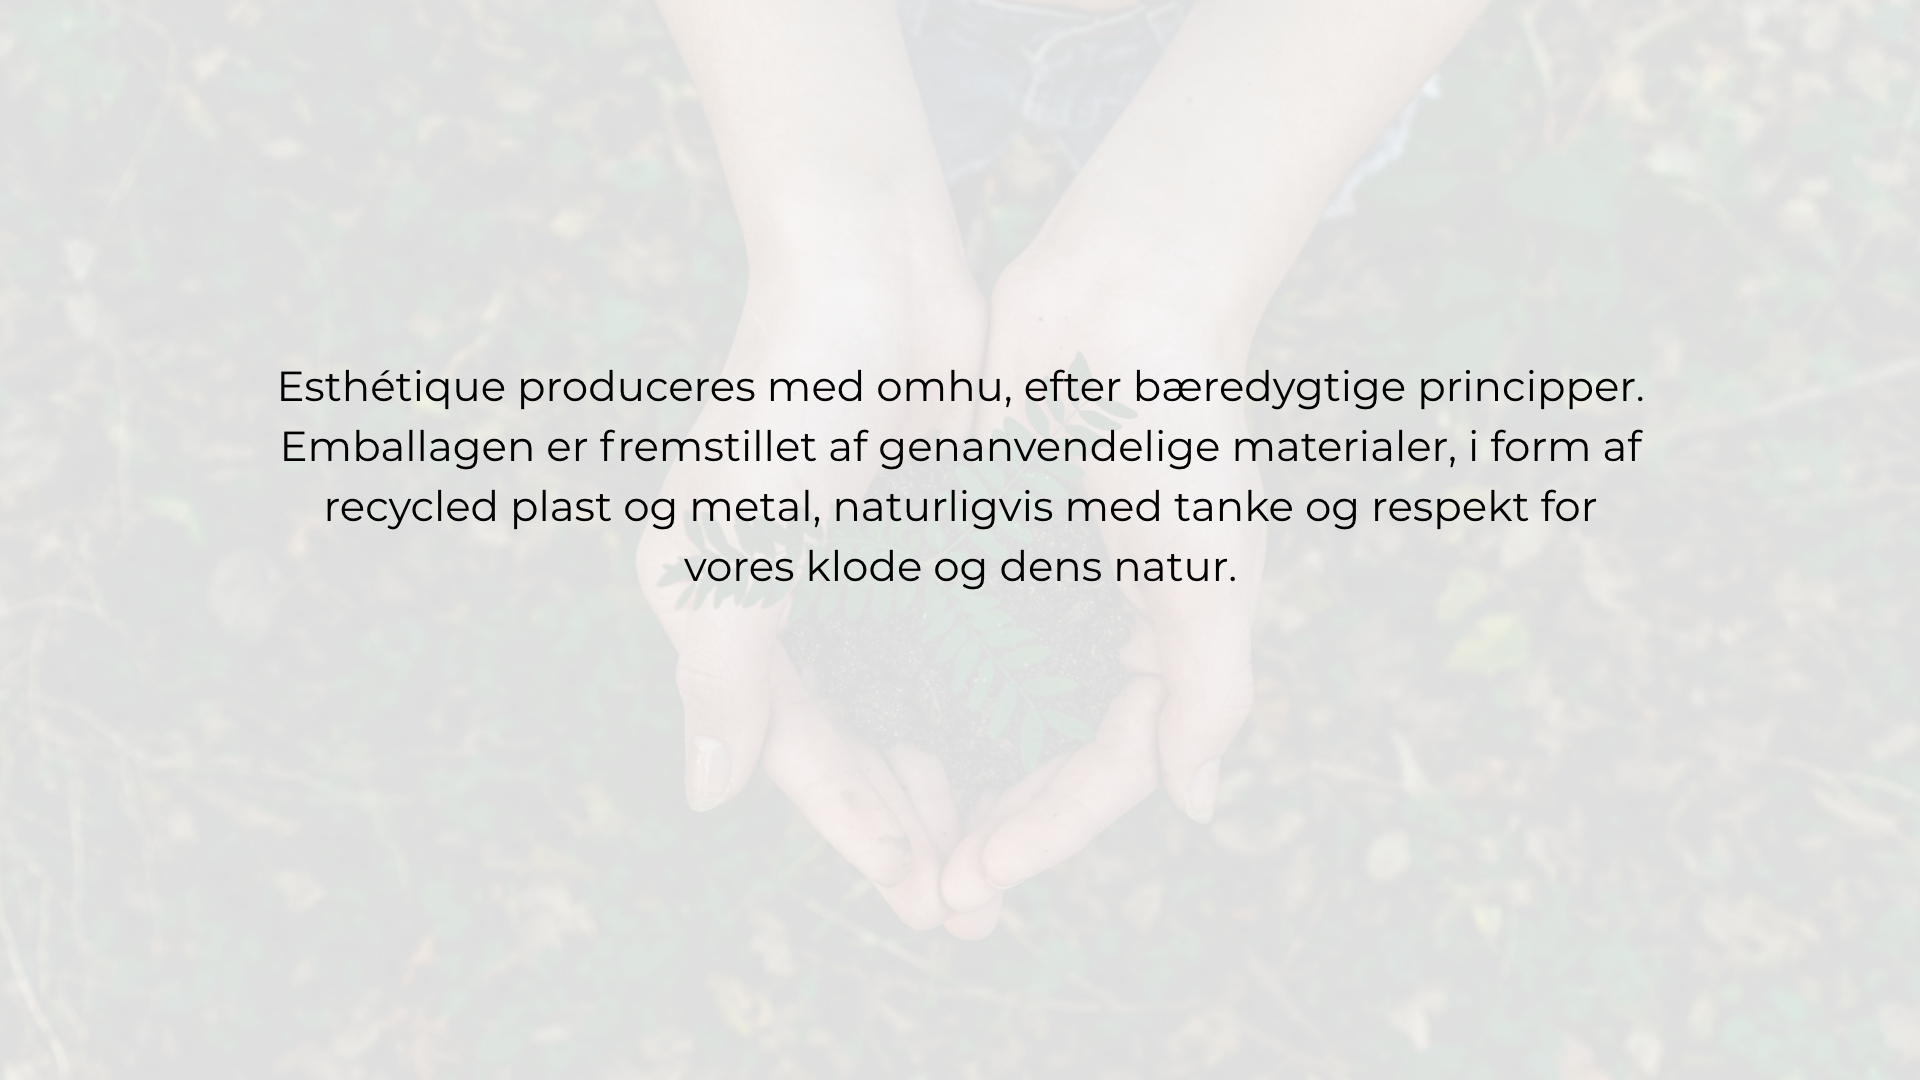 Esthétique produceres med omhu, efter bæredygtige principper.
Emballagen er fremstillet af genanvendelige materialer, i form af
recycled plast og metal, naturligvis med tanke og respekt for
vores klode og dens natur.